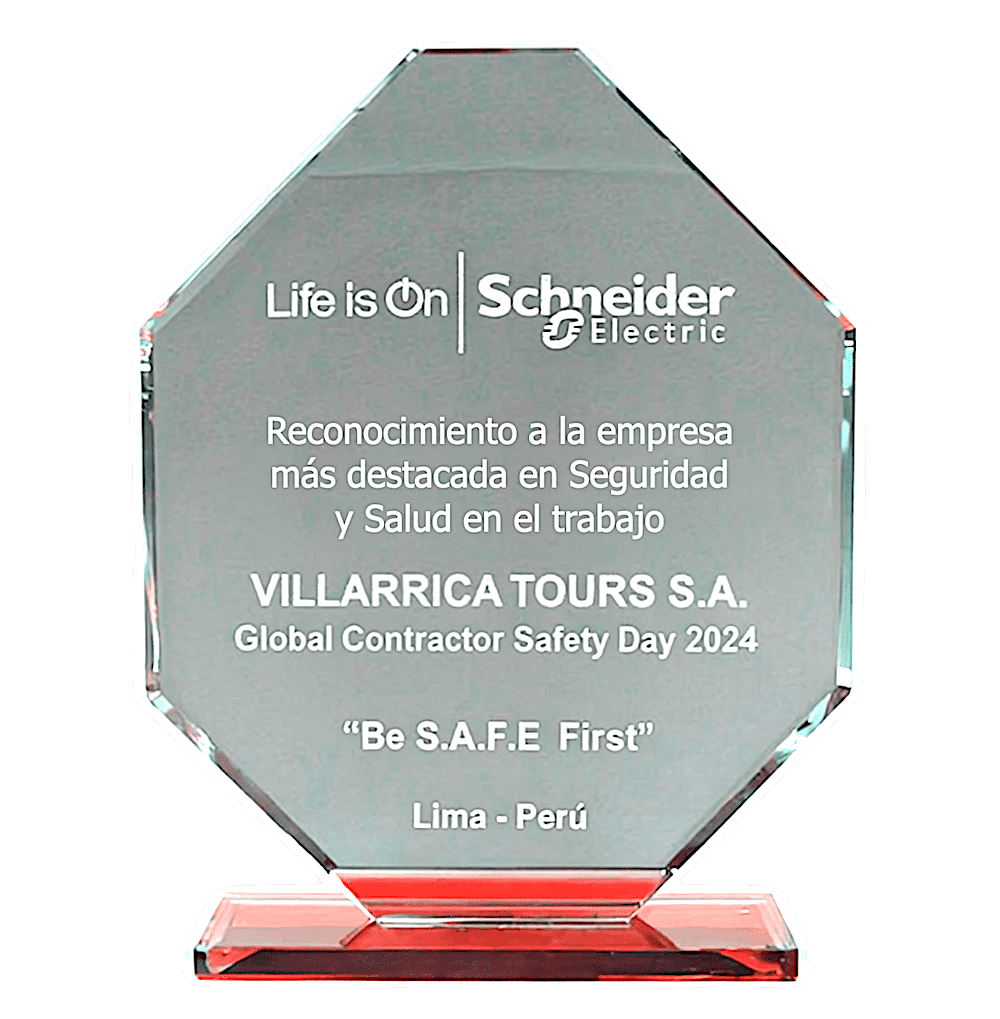 Life is On | Schneider
Electric
Reconocimiento a la empresa
más destacada en Seguridad
y Salud en el trabajo
VILLARRICA TOURS S.A.
Global Contractor Safety Day 2024
“Be S.A.F.E First”
Lima - Perú